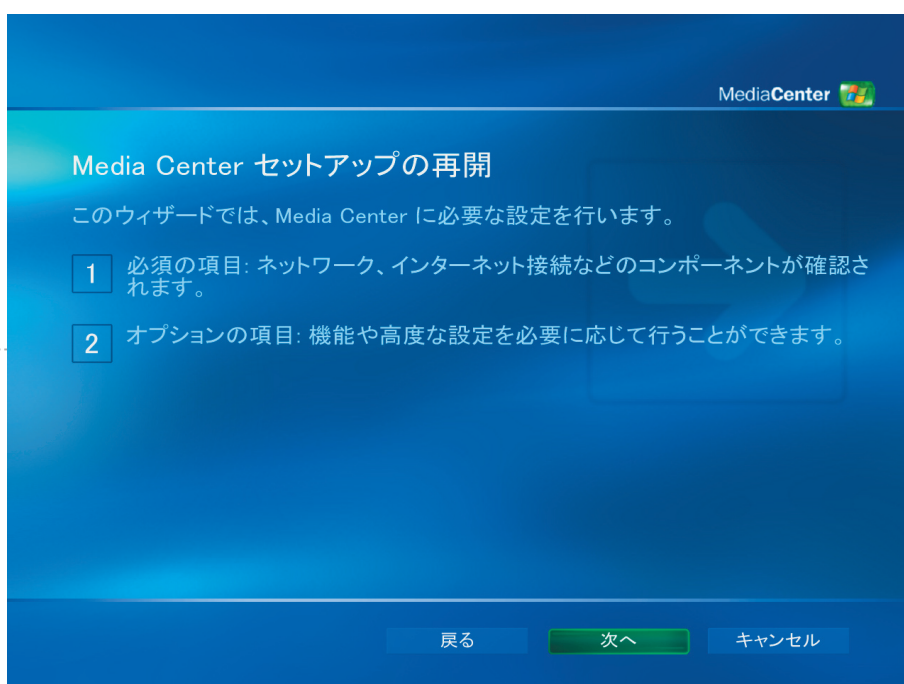 MediaCenter
Media Center セットアップの再開
このウィザードでは、Media Center に必要な設定を行います。
1 必須の項目: ネットワーク、インターネット接続などのコンポーネントが確認さ
れます。
2 オプションの項目: 機能や高度な設定を必要に応じて行うことができます。
戻る 次へ キャンセル